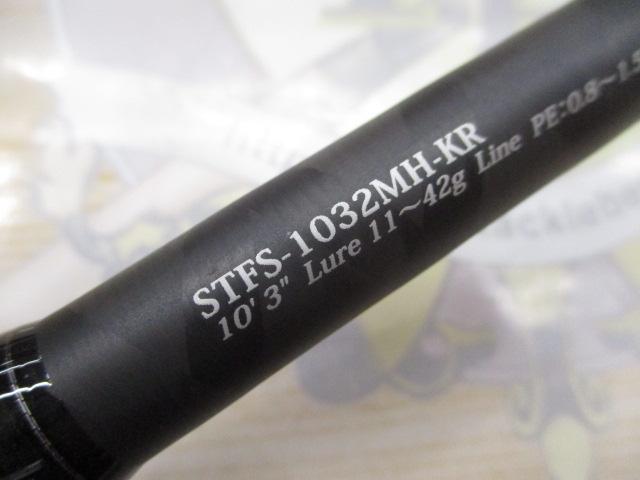 STFS-1032MH-KR
10' 3" Lure 11～42g Line PE:0.8～1.5